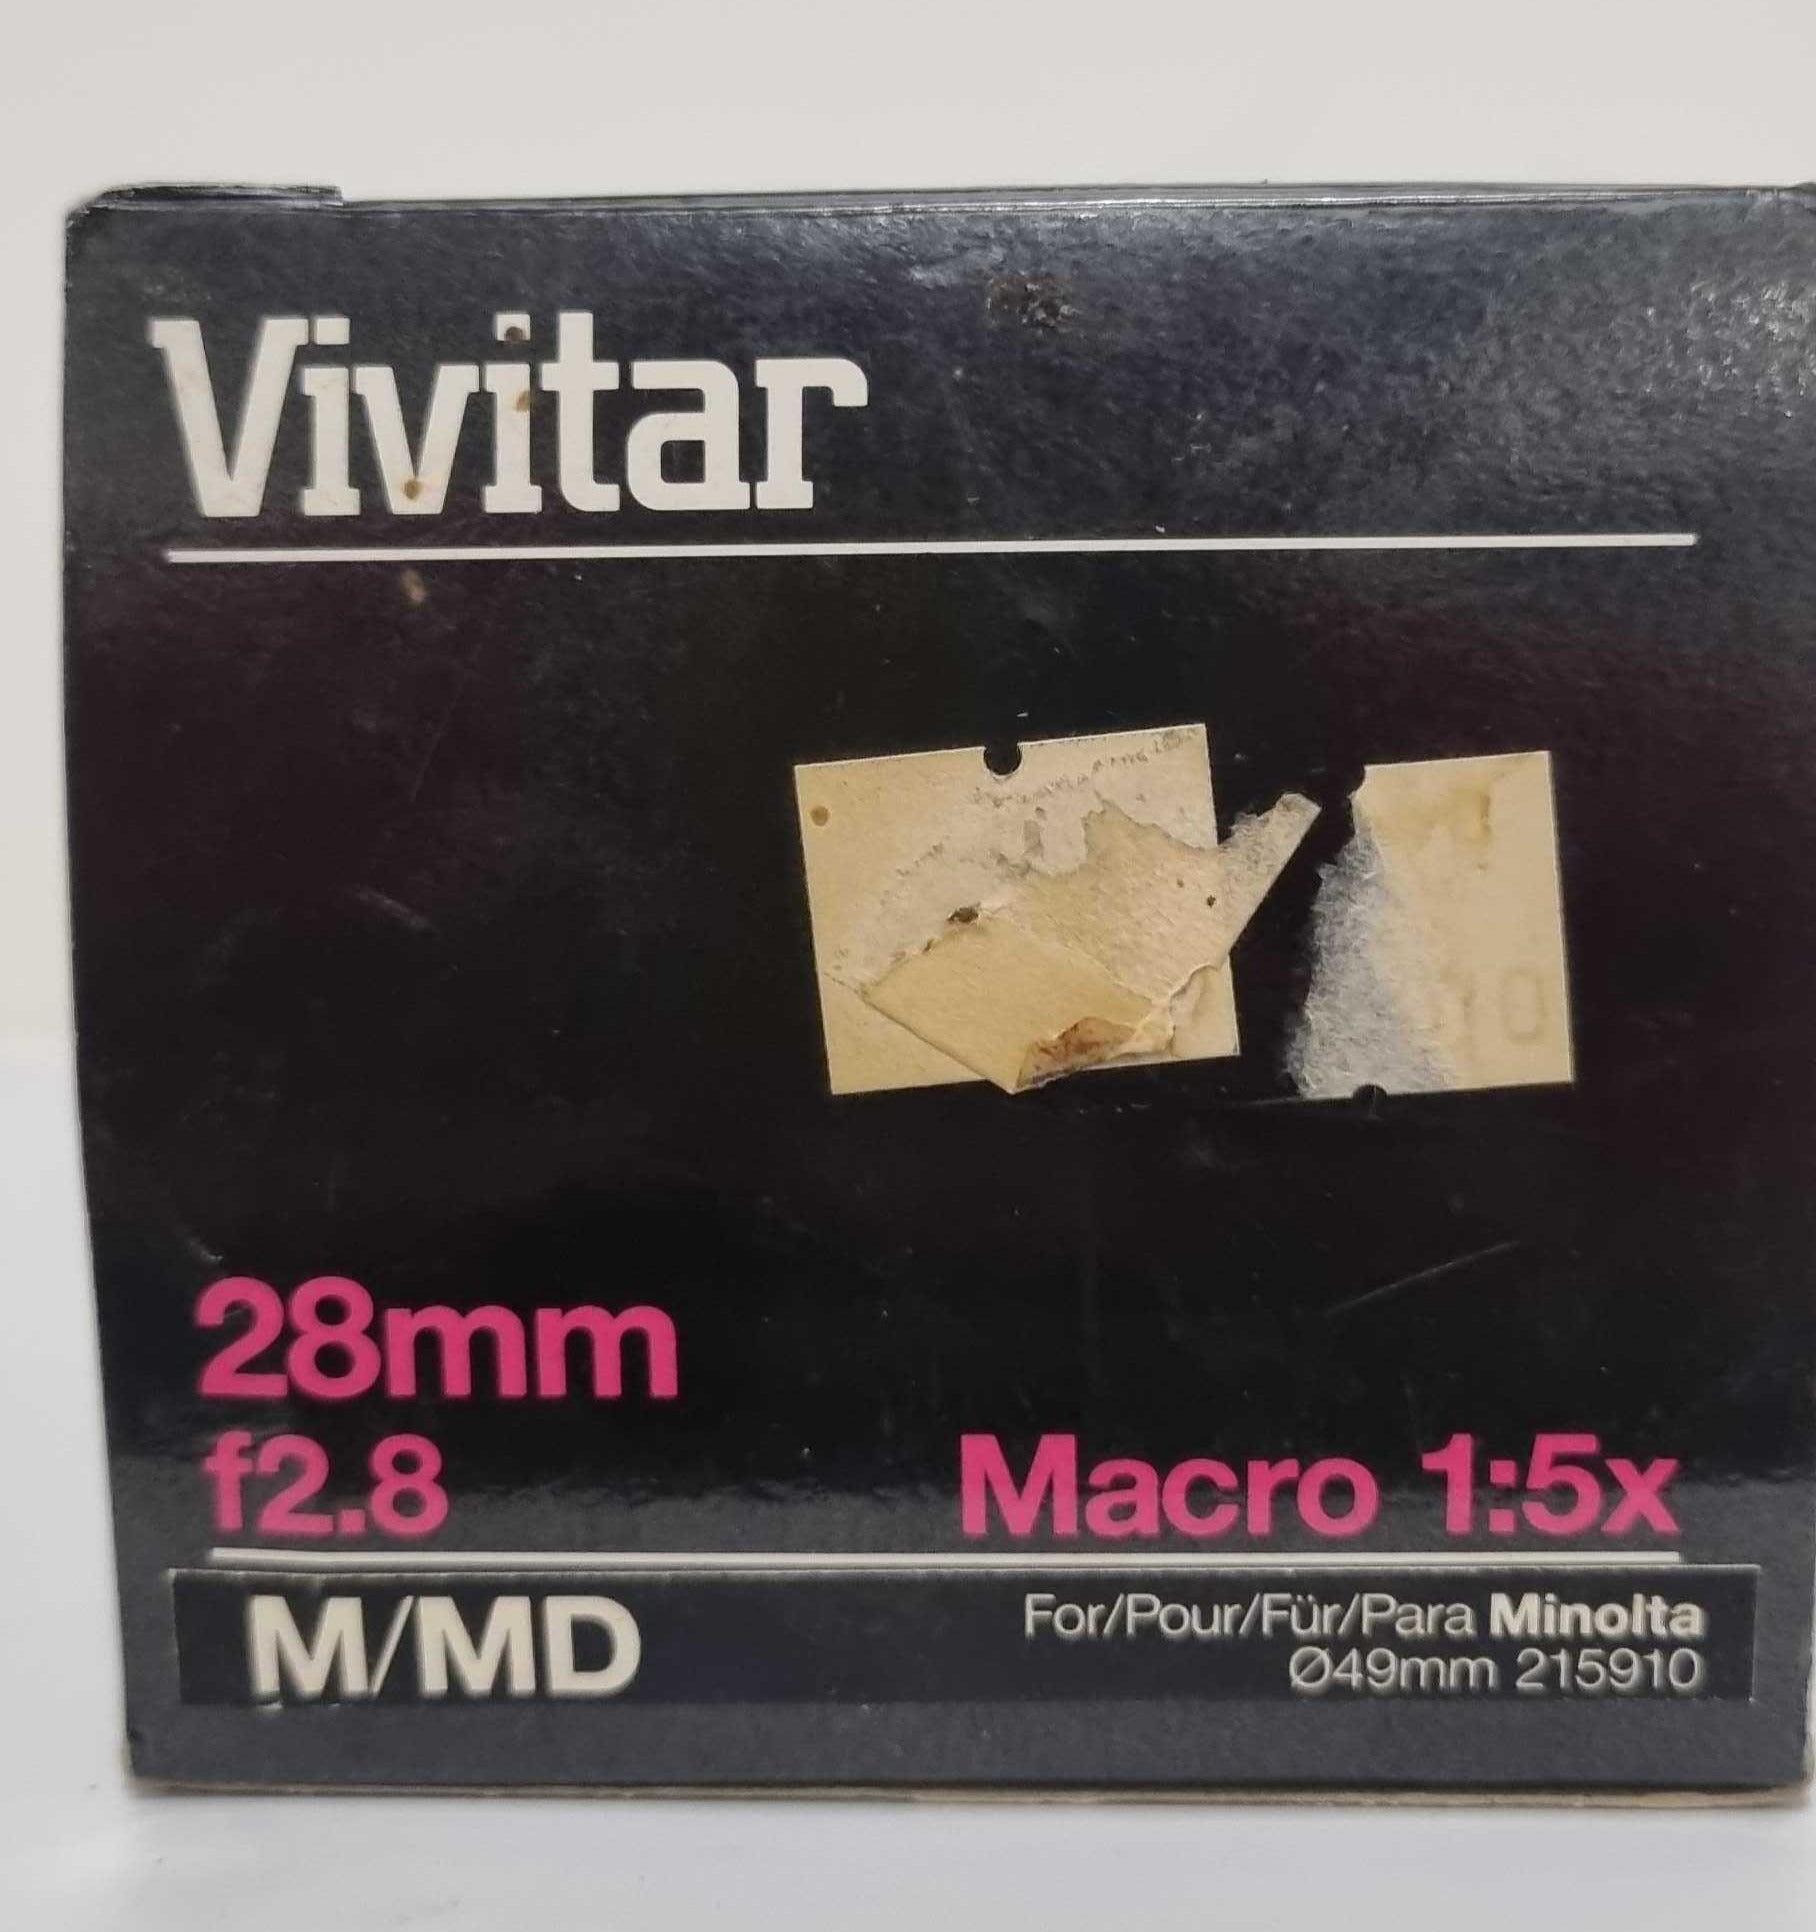 Vivitar
28mm
f2.8
Macro 1:5x
M/MD
For/Pour/Für/Para Minolta
Ø49mm 215910